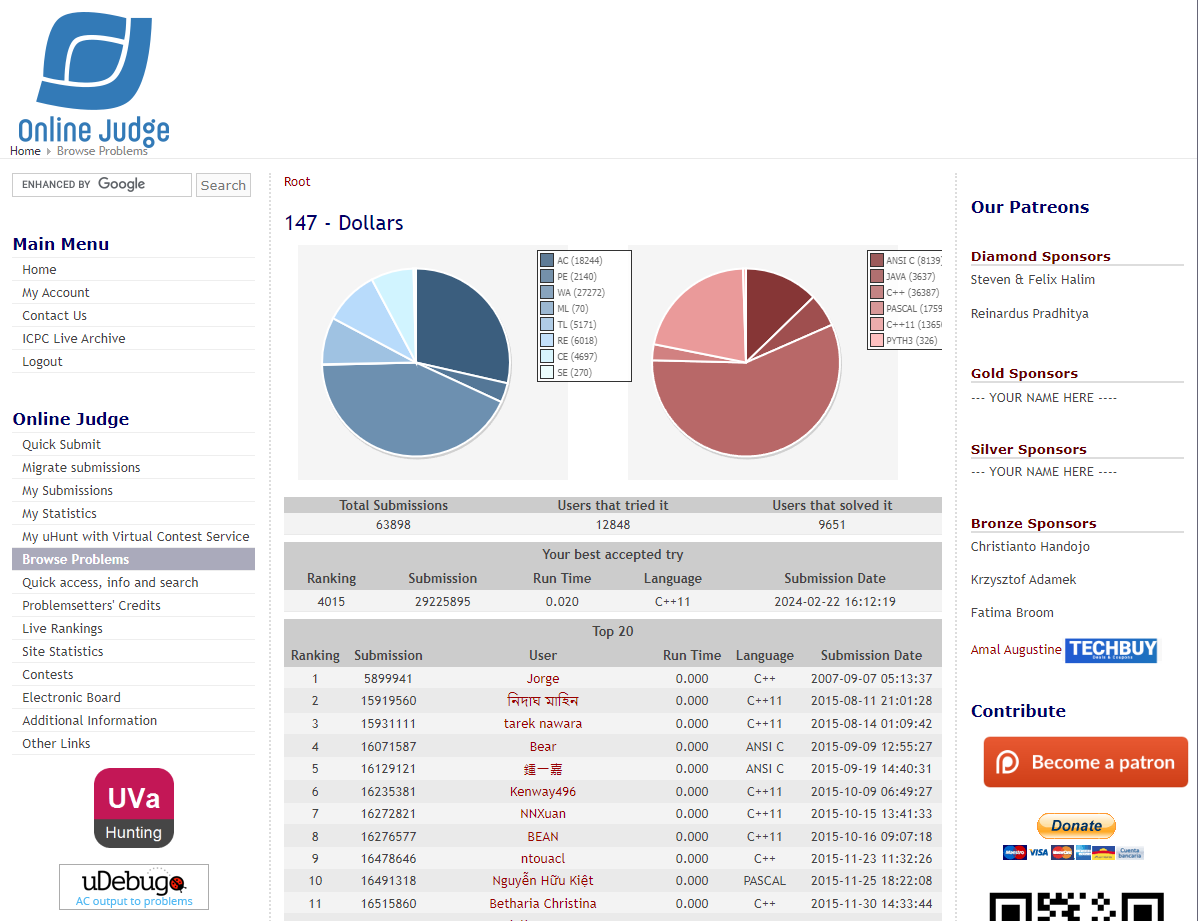 Online Judge
Home Browse Problems
ENHANCED BY Google Search
Main Menu
Home
My Account
Contact Us
ICPC Live Archive
Logout
Online Judge
Quick Submit
Migrate submissions
My Submissions
My Statistics
My uHunt with Virtual Contest Service
Browse Problems
Quick access, info and search
Problemsetters' Credits
Live Rankings
Site Statistics
Contests
Electronic Board
Additional Information
Other Links
UVa
Hunting
uDebug
AC output to problems
Root
147 - Dollars
AC (18244)
PE (2140)
WA (27272)
ML (70)
TL (5171)
RE (6018)
CE (4697)
SE (270)
ANSI C (8139)
JAVA (3637)
C++ (36387)
PASCAL (1759
C++11 (1365
PYTH3 (326)
Total Submissions Users that tried it Users that solved it
63898 12848 9651
Your best accepted try
Ranking Submission Run Time Language Submission Date
4015 29225895 0.020 C++11 2024-02-22 16:12:19
Top 20
Ranking Submission User Run Time Language Submission Date
1 5899941 Jorge 0.000 C++ 2007-09-07 05:13:37
2 15919560 নিদাঘ মাহিন 0.000 C++11 2015-08-11 21:01:28
3 15931111 tarek nawara 0.000 C++11 2015-08-14 01:09:42
4 16071587 Bear 0.000 ANSI C 2015-09-09 12:55:27
5 16129121 鍾一嘉 0.000 ANSI C 2015-09-19 14:40:31
6 16235381 Kenway496 0.000 C++11 2015-10-09 06:49:27
7 16272821 NNXuan 0.000 C++11 2015-10-15 13:41:33
8 16276577 BEAN 0.000 C++11 2015-10-16 09:07:18
9 16478646 ntouacl 0.000 C++ 2015-11-23 11:32:26
10 16491318 Nguyễn Hữu Kiệt 0.000 PASCAL 2015-11-25 18:22:08
11 16515860 Betharia Christina 0.000 C++ 2015-11-30 14:33:44
Our Patreons
Diamond Sponsors
Steven & Felix Halim
Reinardus Pradhitya
Gold Sponsors
--- YOUR NAME HERE ----
Silver Sponsors
--- YOUR NAME HERE ----
Bronze Sponsors
Christianto Handojo
Krzysztof Adamek
Fatima Broom
Amal Augustine TECHBUY
Deals & Coupons
Contribute
Become a patron
Donate
Maestro VISA
Cuenta bancaria